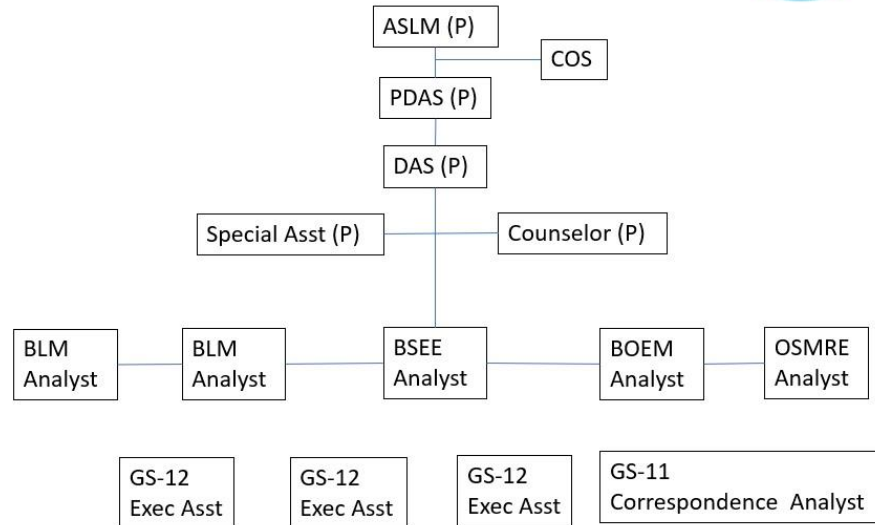 ASLM (P)
COS
PDAS (P)
DAS (P)
Special Asst (P)
Counselor (P)
BLM
Analyst
BLM
Analyst
BSEE
Analyst
BOEM
Analyst
OSMRE
Analyst
GS-12
Exec Asst
GS-12
Exec Asst
GS-12
Exec Asst
GS-11
Correspondence Analyst